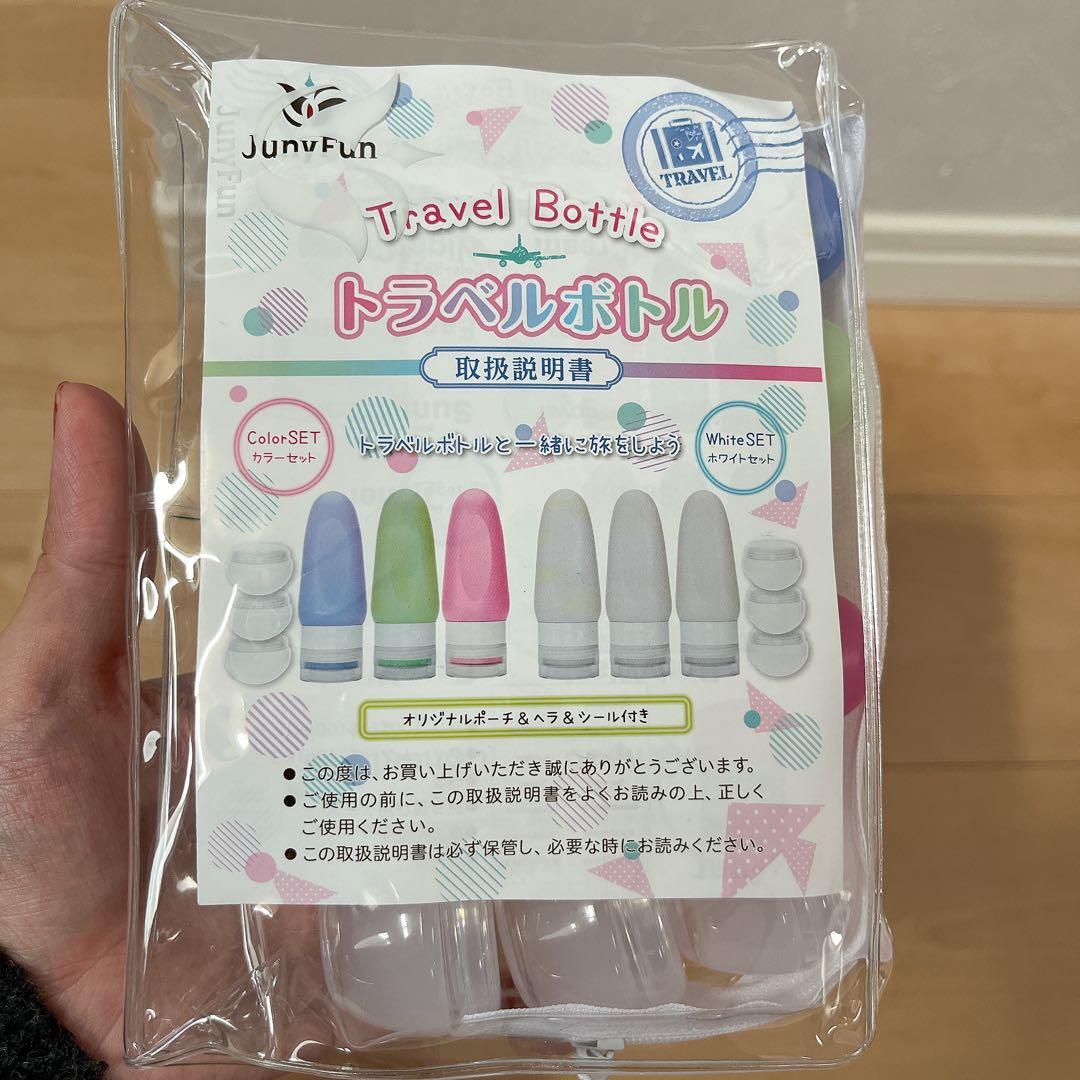 JunyFun
JunyFun
TRAVEL
Travel Bottle
トラベルボトル
取扱説明書
ColorSET
カラーセット
トラベルボトルと一緒に旅をしよう
WhiteSET
ホワイトセット
オリジナルポーチ&ヘラ&シール付き
●この度は、お買い上げいただき誠にありがとうございます。
●ご使用の前に、この取扱説明書をよくお読みの上、正しく
ご使用ください。
●この取扱説明書は必ず保管し、必要な時にお読みください。